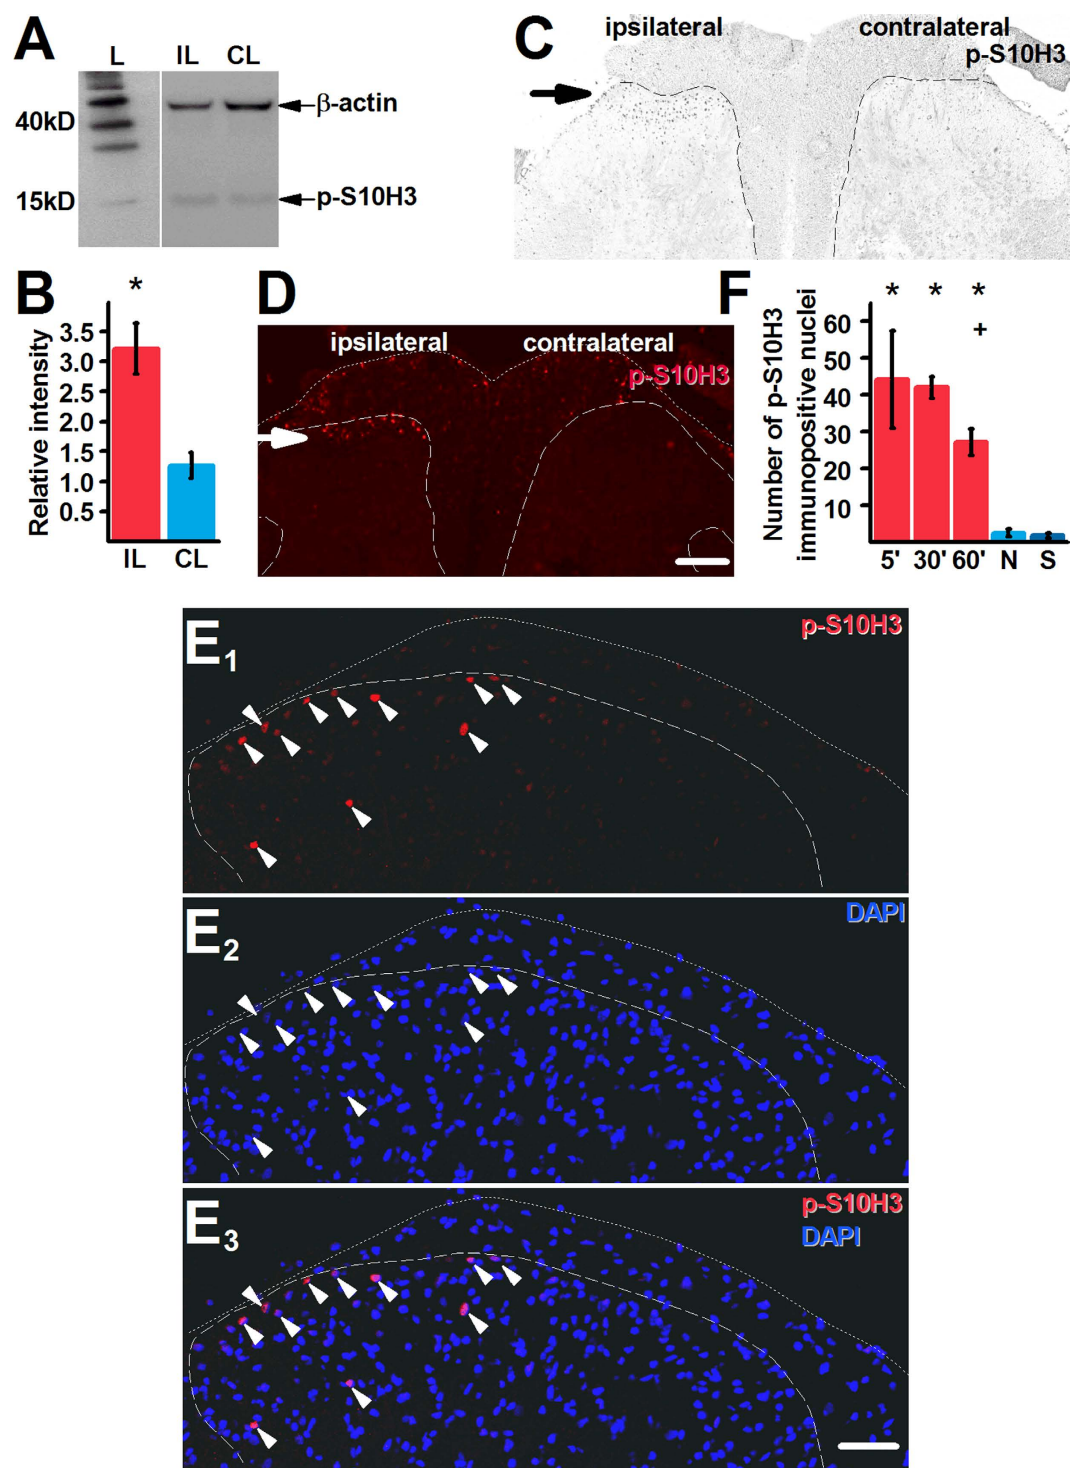 A
L IL CL
40kD
β-actin
15kD
p-S10H3
C
ipsilateral contralateral
p-S10H3
B
*
Relative intensity
3.5
3.0
2.5
2.0
1.5
1.0
0.5
IL CL
D
ipsilateral contralateral
p-S10H3
F
* * *
+
Number of p-S10H3
immunopositive nuclei
60
50
40
30
20
10
5' 30' 60' N S
E1
p-S10H3
E2
DAPI
E3
p-S10H3
DAPI